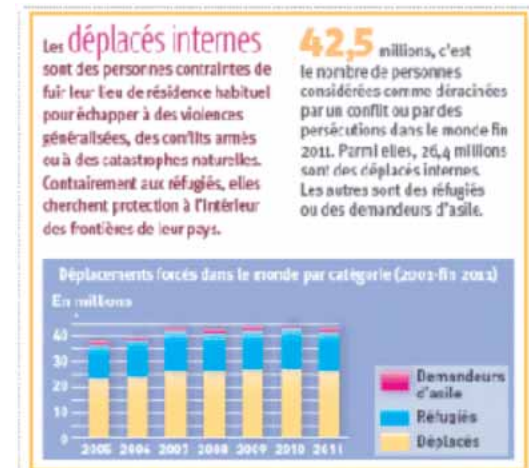 Les déplacés internes
sont des personnes contraintes de
fuir leur lieu de résidence habituel
pour échapper à des violences
généralisées, des conflits armés
ou à des catastrophes naturelles.
Contrairement aux réfugiés, elles
cherchent protection à l'intérieur
des frontières de leur pays.
42,5 millions, c'est
le nombre de personnes
considérées comme déracinées
par un conflit ou par des
persécutions dans le monde fin
2011. Parmi elles, 26,4 millions
sont des déplacés internes.
Les autres sont des réfugiés
ou des demandeurs d'asile.
Déplacements forcés dans le monde par catégorie (2005-fin 2011)
En millions
40
30
20
10
0
2005 2006 2007 2008 2009 2010 2011
Demandeurs
d'asile
Réfugiés
Déplacés